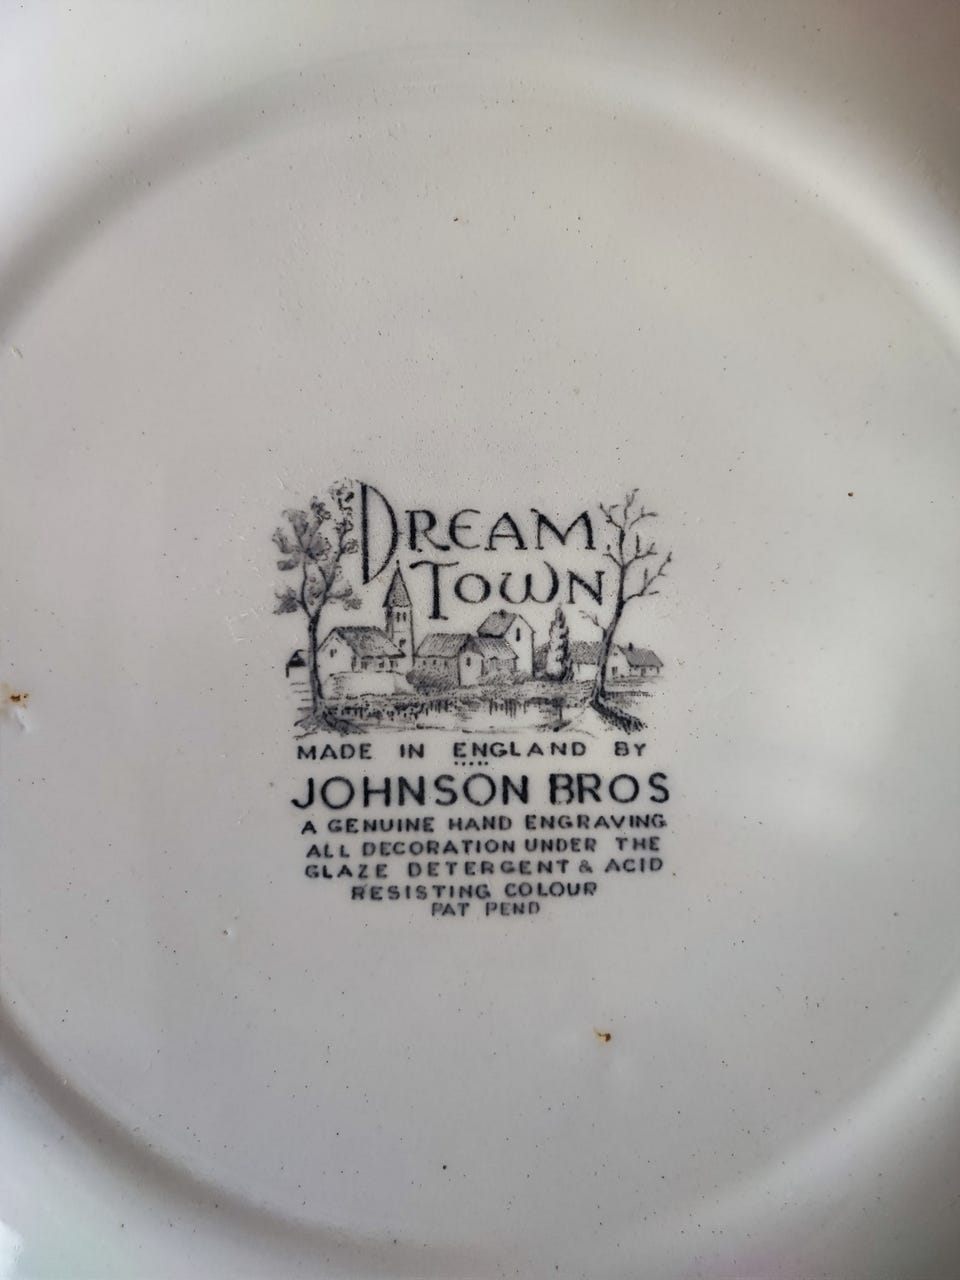 DREAM
TOWN
MADE IN ENGLAND BY
JOHNSON BROS
A GENUINE HAND ENGRAVING
ALL DECORATION UNDER THE
GLAZE DETERGENT & ACID
RESISTING COLOUR
PAT PEND